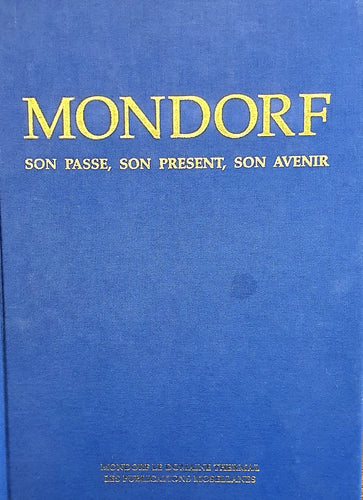 MONDORF
SON PASSE, SON PRESENT, SON AVENIR
MONDORF LE DOMAINE THERMAL
LES PUBLICATIONS MOSELLANES